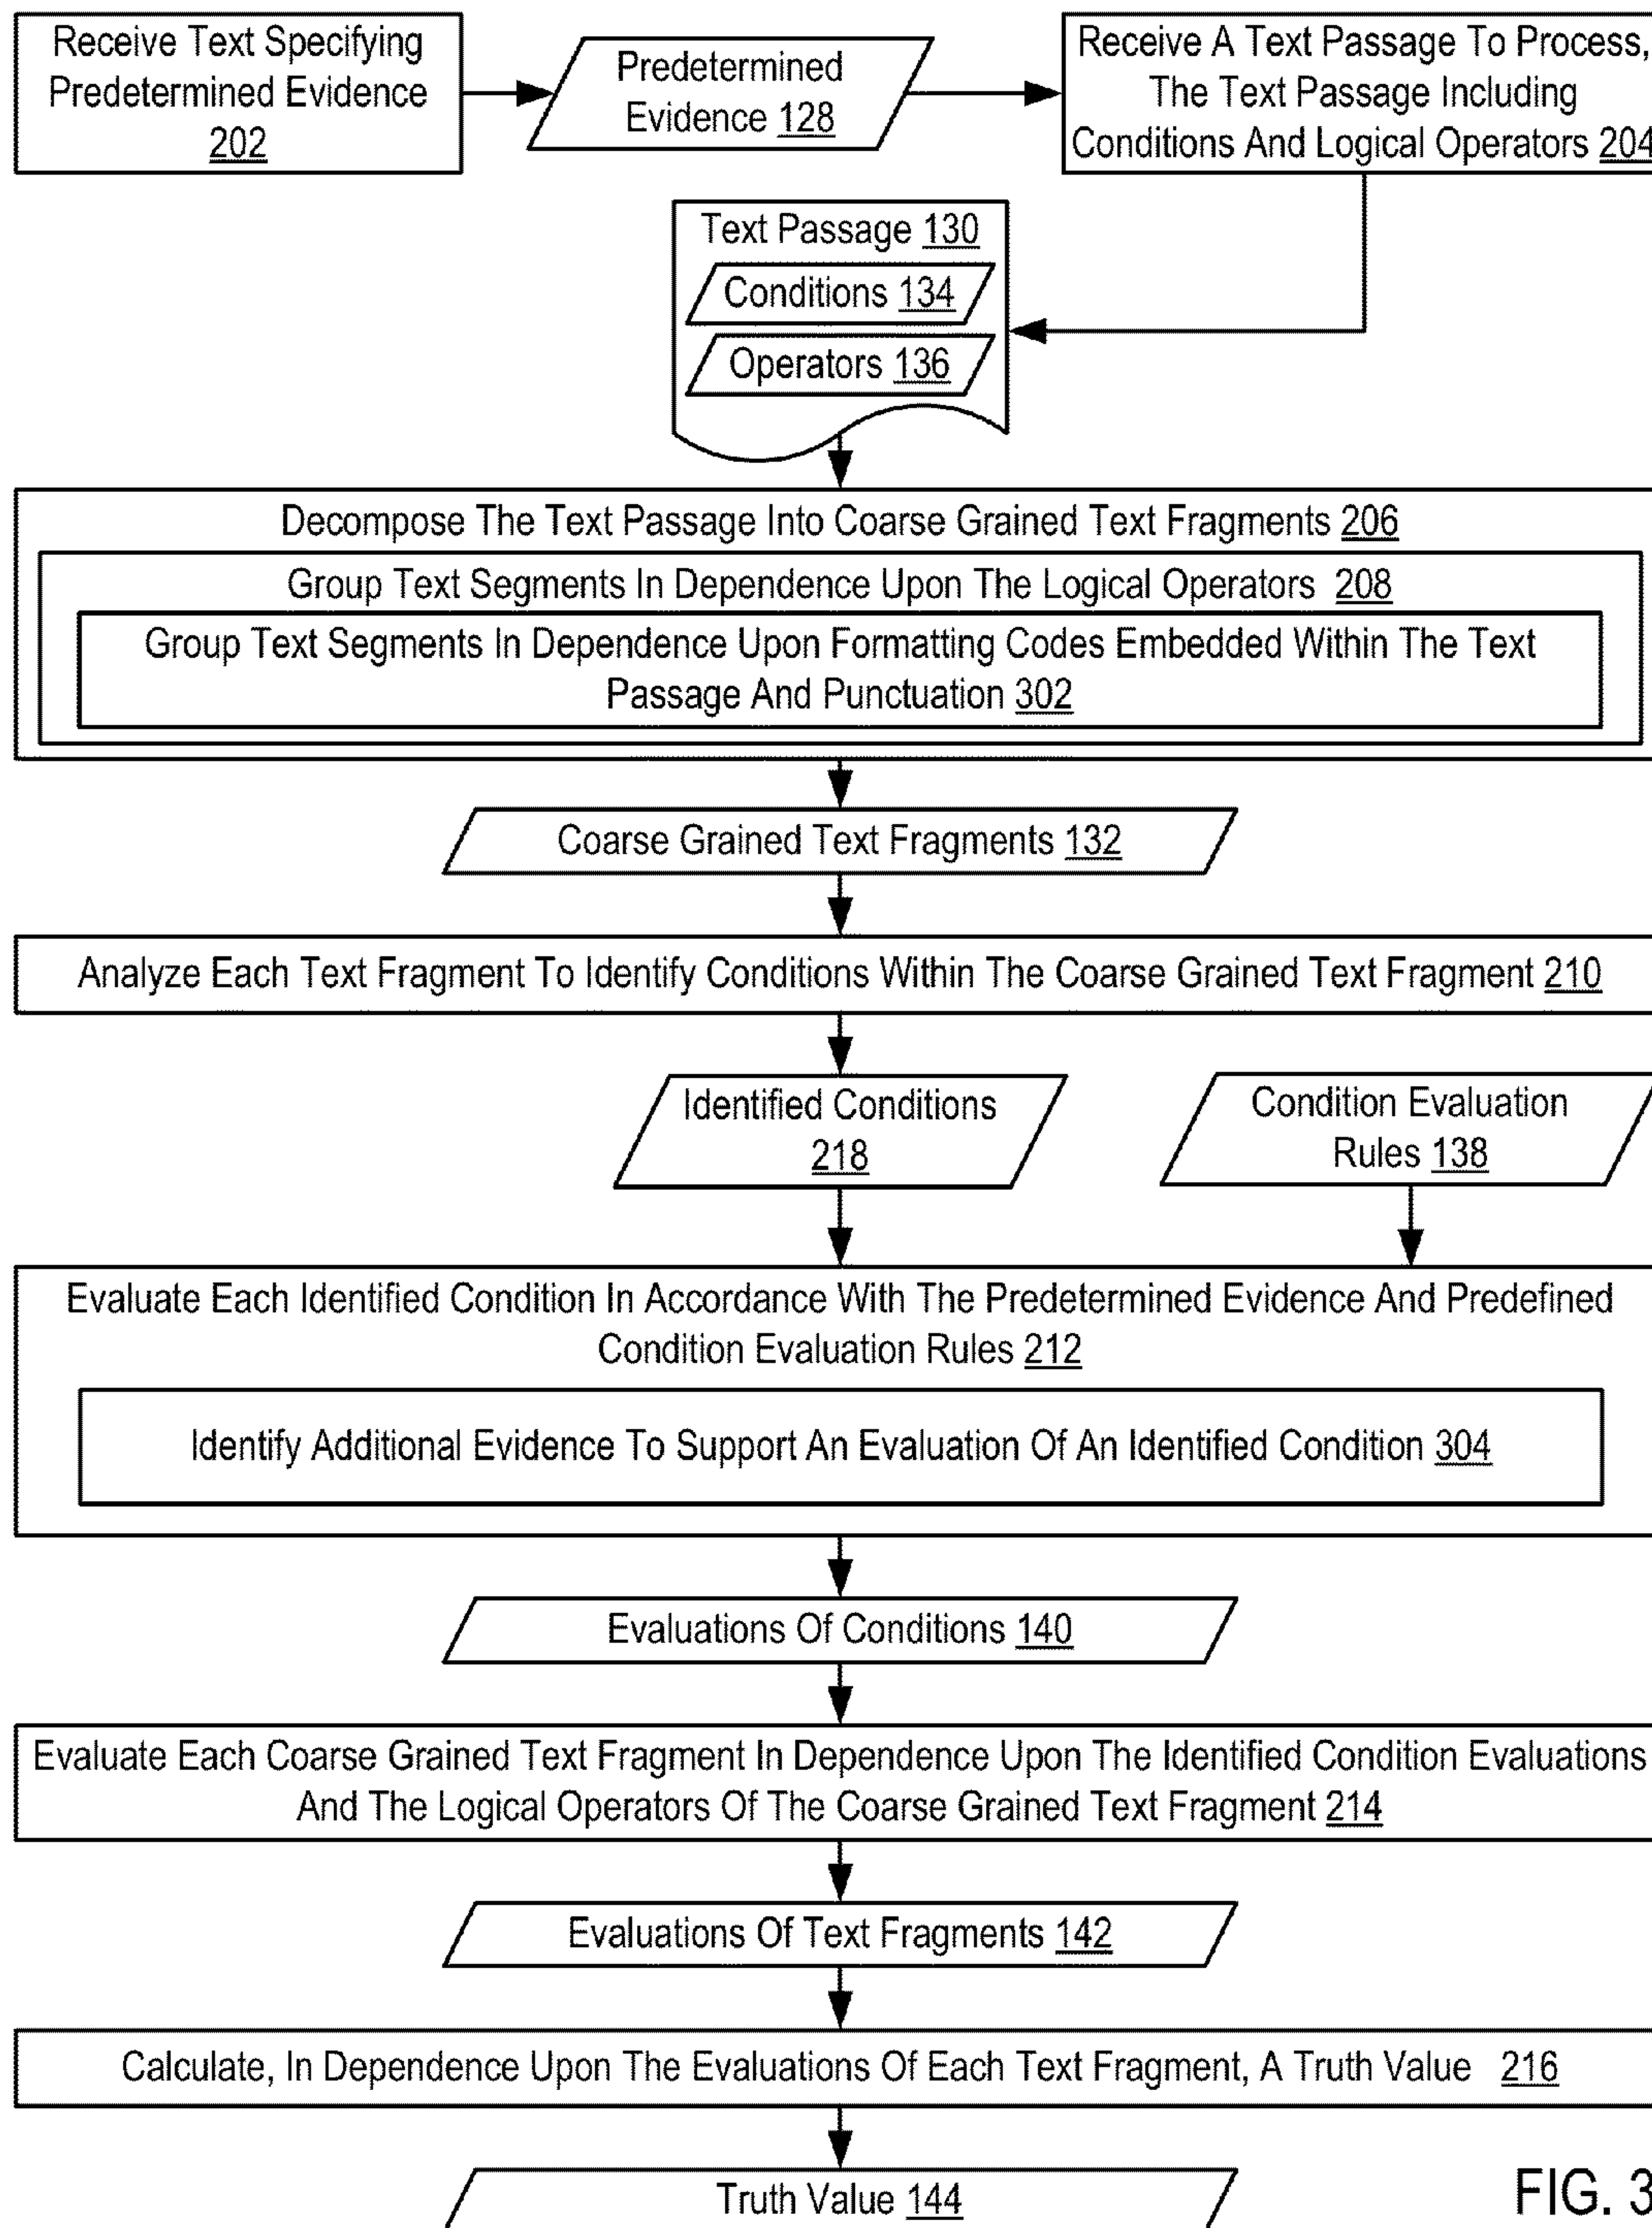 Receive Text Specifying
Predetermined Evidence
202
Predetermined
Evidence 128
Receive A Text Passage To Process,
The Text Passage Including
Conditions And Logical Operators 204
Text Passage 130
Conditions 134
Operators 136
Decompose The Text Passage Into Coarse Grained Text Fragments 206
Group Text Segments In Dependence Upon The Logical Operators 208
Group Text Segments In Dependence Upon Formatting Codes Embedded Within The Text
Passage And Punctuation 302
Coarse Grained Text Fragments 132
Analyze Each Text Fragment To Identify Conditions Within The Coarse Grained Text Fragment 210
Identified Conditions
218
Condition Evaluation
Rules 138
Evaluate Each Identified Condition In Accordance With The Predetermined Evidence And Predefined
Condition Evaluation Rules 212
Identify Additional Evidence To Support An Evaluation Of An Identified Condition 304
Evaluations Of Conditions 140
Evaluate Each Coarse Grained Text Fragment In Dependence Upon The Identified Condition Evaluations
And The Logical Operators Of The Coarse Grained Text Fragment 214
Evaluations Of Text Fragments 142
Calculate, In Dependence Upon The Evaluations Of Each Text Fragment, A Truth Value 216
Truth Value 144
FIG. 3